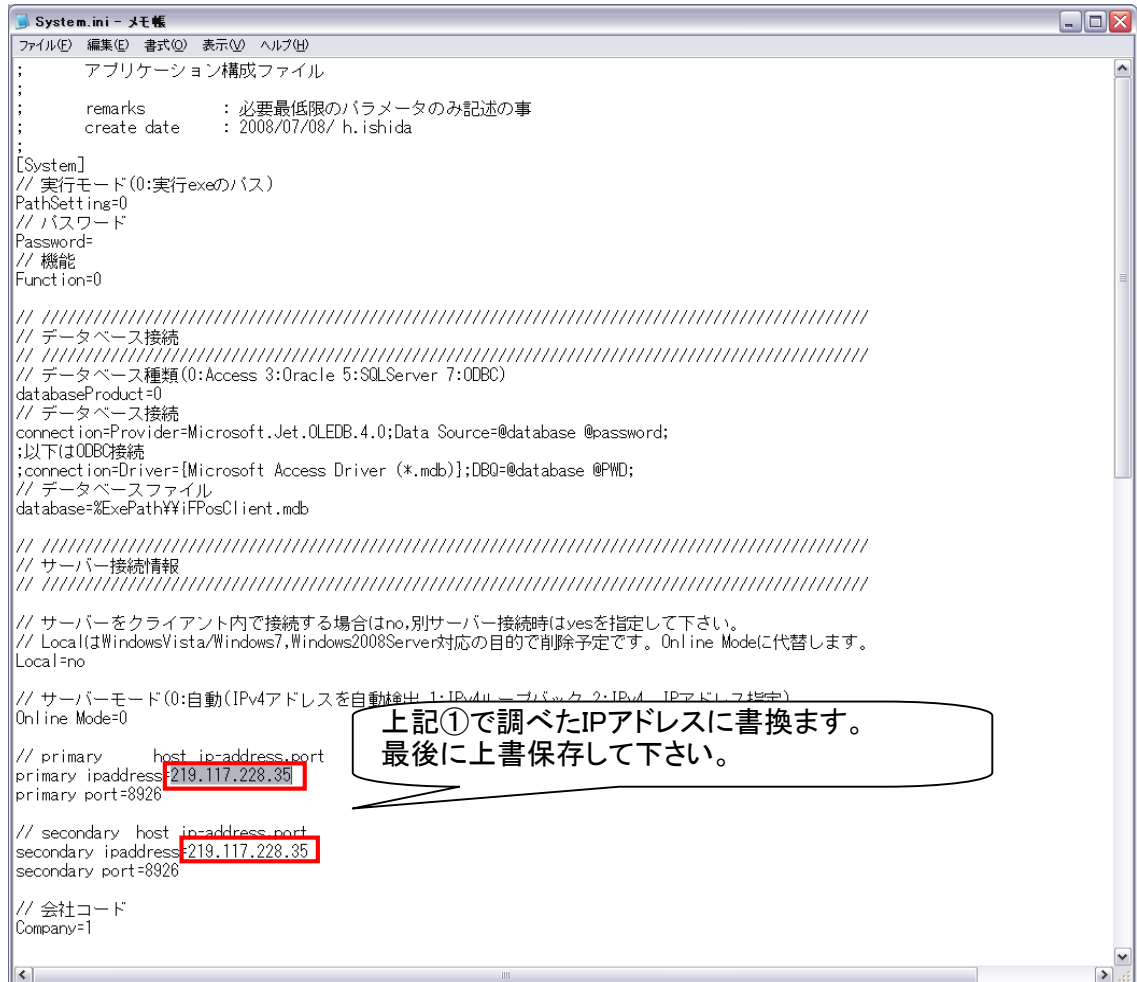 System.ini - メモ帳
ファイル(F) 編集(E) 書式(O) 表示(V) ヘルプ(H)
; アプリケーション構成ファイル
;
; remarks : 必要最低限のパラメータのみ記述の事
; create date : 2008/07/08/ h.ishida
;
[System]
// 実行モード(0:実行exeのパス)
PathSetting=0
// パスワード
Password=
// 機能
Function=0
// ////////////////////////////////////////////////////////////////////////////////////////////////
// データベース接続
// ////////////////////////////////////////////////////////////////////////////////////////////////
// データベース種類(0:Access 3:Oracle 5:SQLServer 7:ODBC)
databaseProduct=0
// データベース接続
connection=Provider=Microsoft.Jet.OLEDB.4.0;Data Source=@database @password;
;以下はODBC接続
;connection=Driver={Microsoft Access Driver (*.mdb)};DBQ=@database @PWD;
// データベースファイル
database=%ExePath¥¥iFPosClient.mdb
// ////////////////////////////////////////////////////////////////////////////////////////////////
// サーバー接続情報
// ////////////////////////////////////////////////////////////////////////////////////////////////
// サーバーをクライアント内で接続する場合はno,別サーバー接続時はyesを指定して下さい。
// LocalはWindowsVista/Windows7,Windows2008Server対応の目的で削除予定です。Online Modeに代替します。
Local=no
// サーバーモード(0:自動(IPv4アドレスを自動検出 1:IPv4ループバック 2:IPv4 IPアドレス指定)
Online Mode=0
上記①で調べたIPアドレスに書換ます。
最後に上書保存して下さい。
// primary host ip-address,port
primary ipaddress=219.117.228.35
primary port=8926
// secondary host ip-address,port
secondary ipaddress=219.117.228.35
secondary port=8926
// 会社コード
Company=1